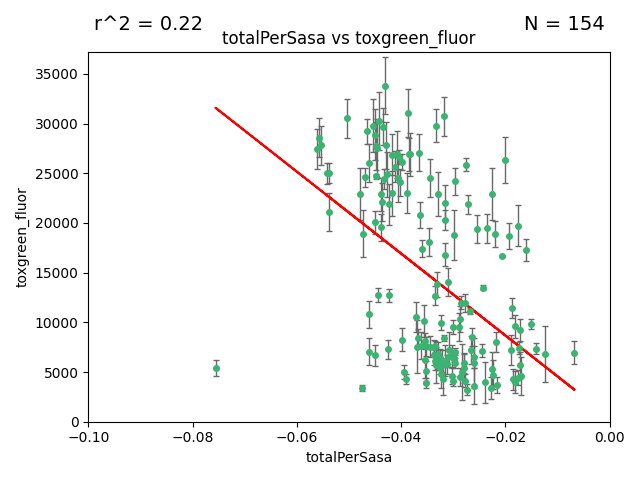 r^2 = 0.22 N = 154
totalPerSasa vs toxgreen_fluor
35000
30000
25000
20000
15000
10000
5000
0
toxgreen_fluor
−0.10 −0.08 −0.06 −0.04 −0.02 0.00
totalPerSasa